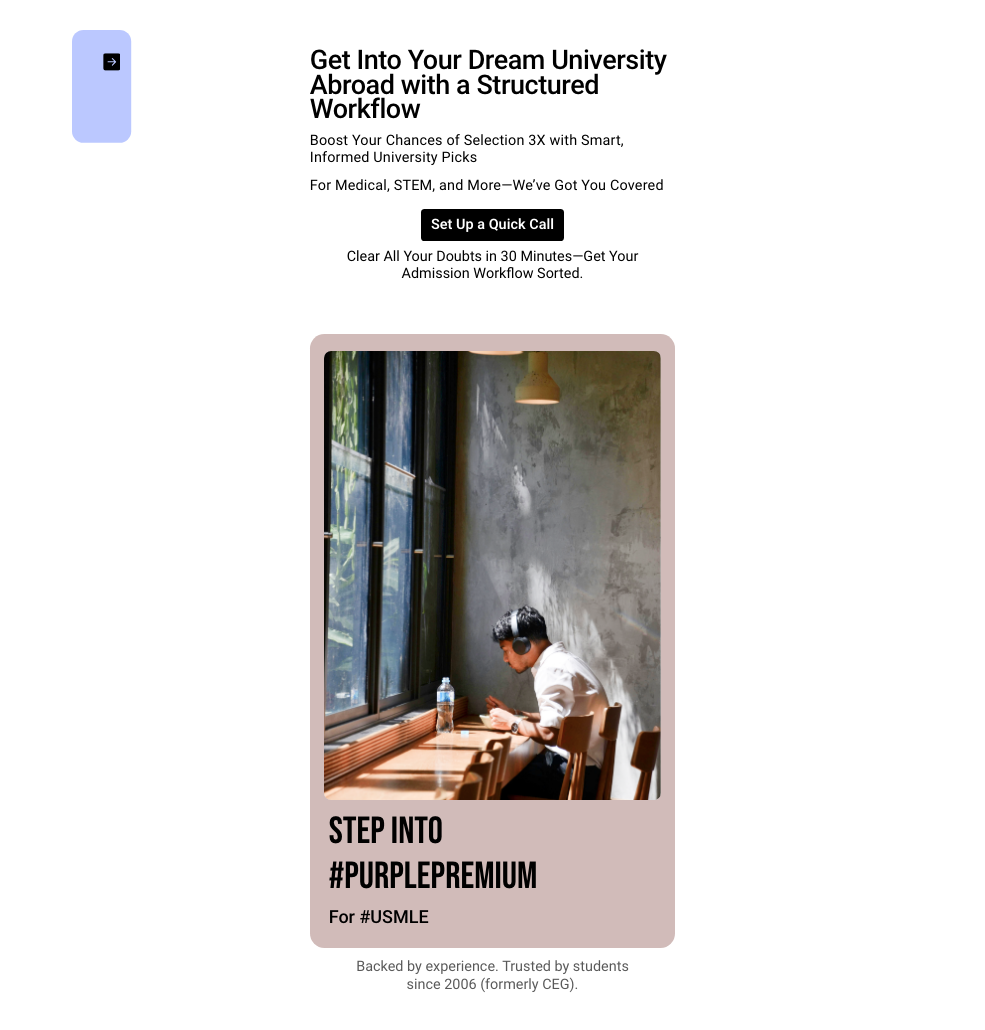 Get Into Your Dream University
Abroad with a Structured
Workflow
Boost Your Chances of Selection 3X with Smart,
Informed University Picks
For Medical, STEM, and More—We’ve Got You Covered
Set Up a Quick Call
Clear All Your Doubts in 30 Minutes—Get Your
Admission Workflow Sorted.
STEP INTO
#PURPLEPREMIUM
For #USMLE
Backed by experience. Trusted by students
since 2006 (formerly CEG).